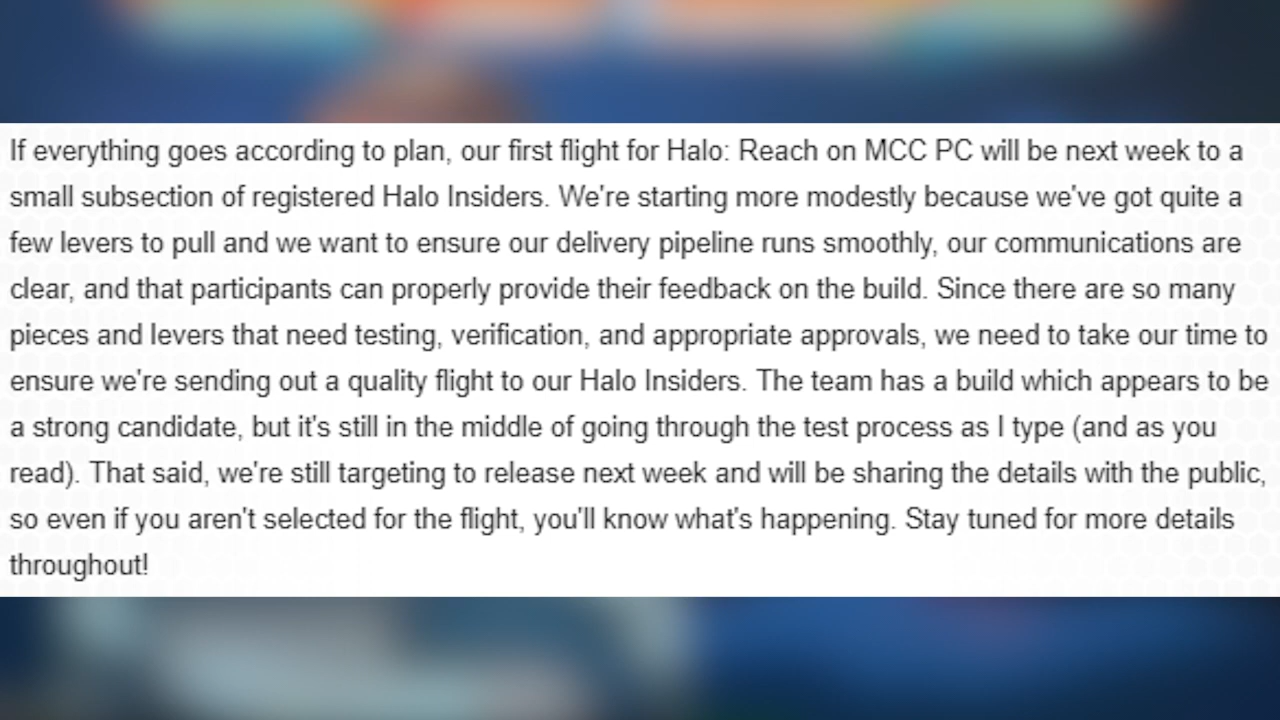 If everything goes according to plan, our first flight for Halo: Reach on MCC PC will be next week to a
small subsection of registered Halo Insiders. We're starting more modestly because we've got quite a
few levers to pull and we want to ensure our delivery pipeline runs smoothly, our communications are
clear, and that participants can properly provide their feedback on the build. Since there are so many
pieces and levers that need testing, verification, and appropriate approvals, we need to take our time to
ensure we're sending out a quality flight to our Halo Insiders. The team has a build which appears to be
a strong candidate, but it's still in the middle of going through the test process as I type (and as you
read). That said, we're still targeting to release next week and will be sharing the details with the public,
so even if you aren't selected for the flight, you'll know what's happening. Stay tuned for more details
throughout!